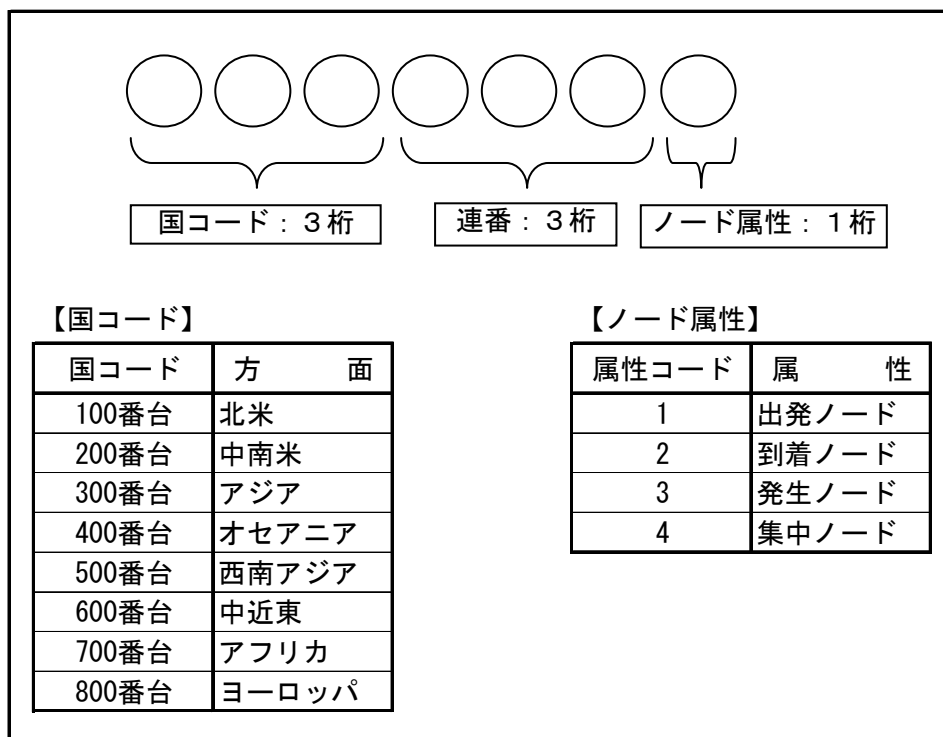 国コード：３桁 連番：３桁 ノード属性：１桁
【国コード】
国コード 方面
100番台 北米
200番台 中南米
300番台 アジア
400番台 オセアニア
500番台 西南アジア
600番台 中近東
700番台 アフリカ
800番台 ヨーロッパ
【ノード属性】
属性コード 属性
1 出発ノード
2 到着ノード
3 発生ノード
4 集中ノード